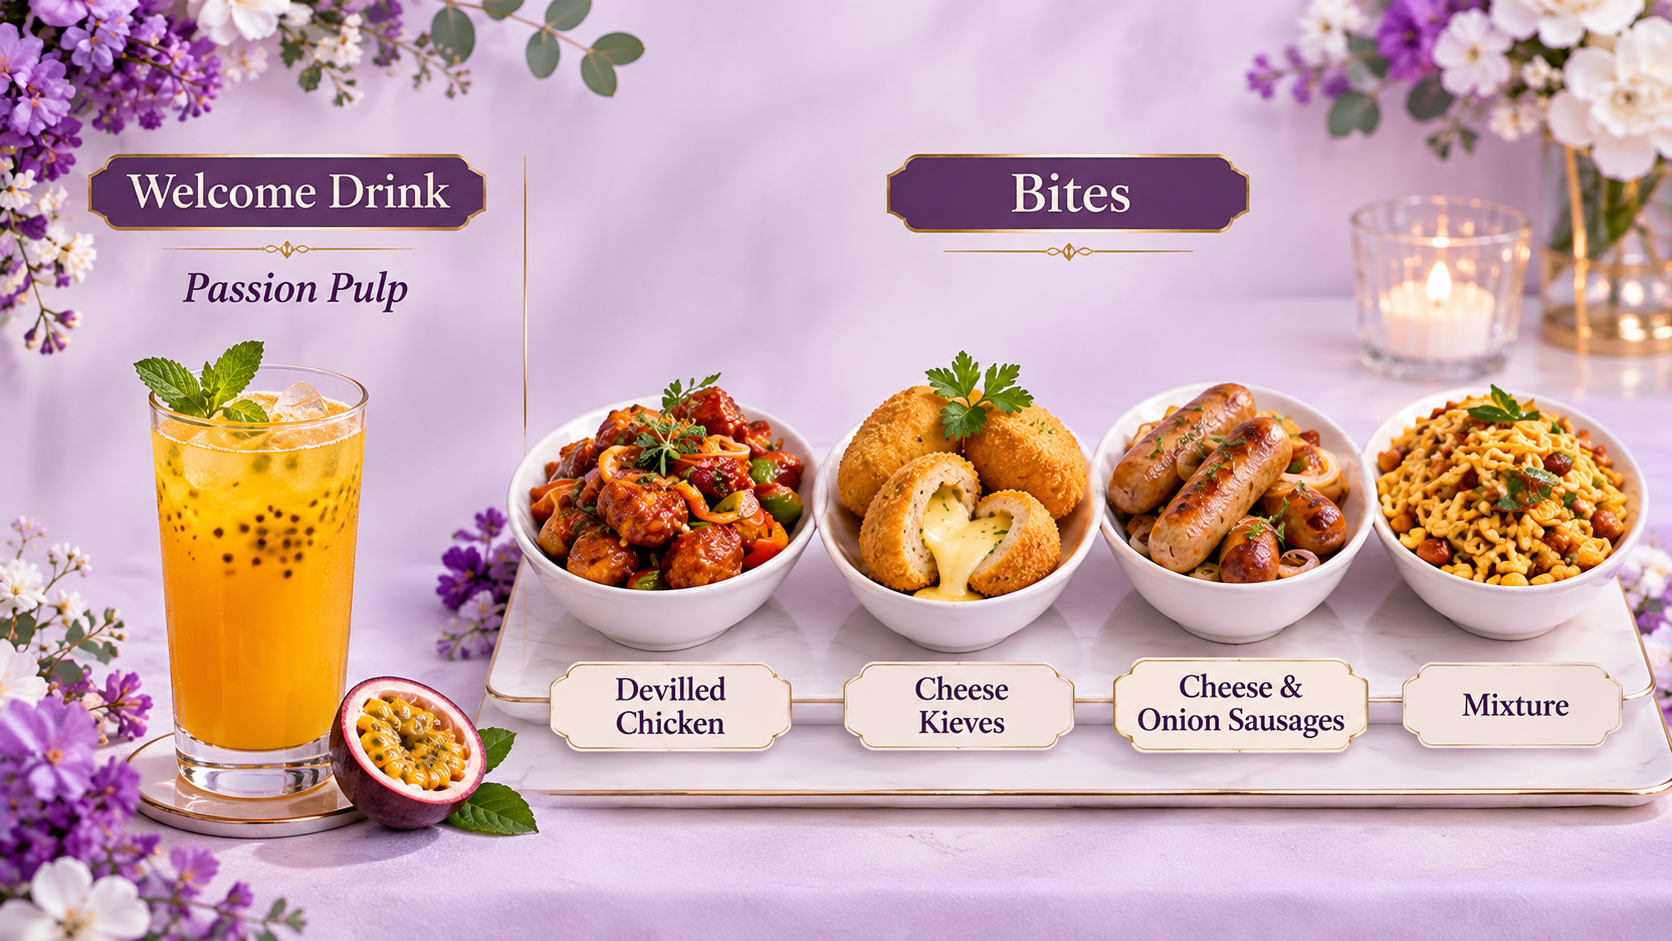 Welcome Drink
Passion Pulp
Bites
Devilled
Chicken
Cheese
Kieves
Cheese &
Onion Sausages
Mixture